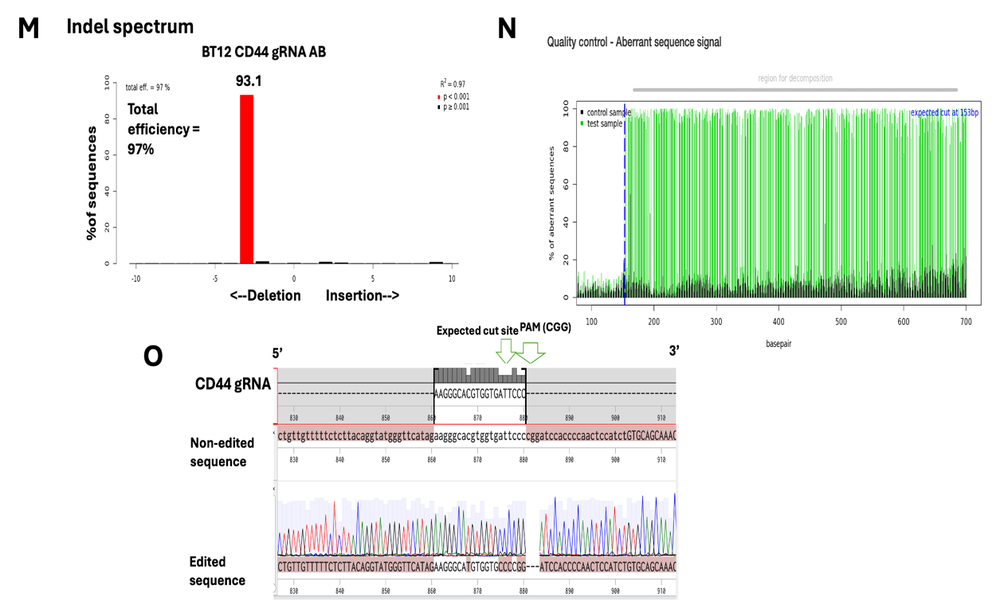 M
Indel spectrum
BT12 CD44 gRNA AB
93.1
total eff. = 97 %
Total
efficiency =
97%
R² = 0.97
p < 0.001
p ≥ 0.001
%of sequences
0
20
40
60
80
100
-10
-5
0
5
10
<--Deletion
Insertion-->
N
Quality control - Aberrant sequence signal
region for decomposition
control sample
test sample
expected cut at 153bp
% of aberrant sequences
0
20
40
60
80
100
100
200
300
400
500
600
700
basepair
O
Expected cut site
PAM (CGG)
5’
3’
CD44 gRNA
AAGGGCACGTGGTGATTCCC
830
840
850
860
870
880
890
900
910
Non-edited
sequence
ctgttgtttttctcttacaggtatgggttcatagaagggcacgtggtgattccccggatccaccccaactccatctGTGCAGCAAAC
830
840
850
860
870
880
890
900
910
Edited
sequence
CTGTTGTTTTTCTCTTACAGGTATGGGTTCATAGAAGGGCATGTGGTGCCCCGG---ATCCACCCCAACTCCATCTGTGCAGCAAAC
830
840
850
860
870
880
890
900
910